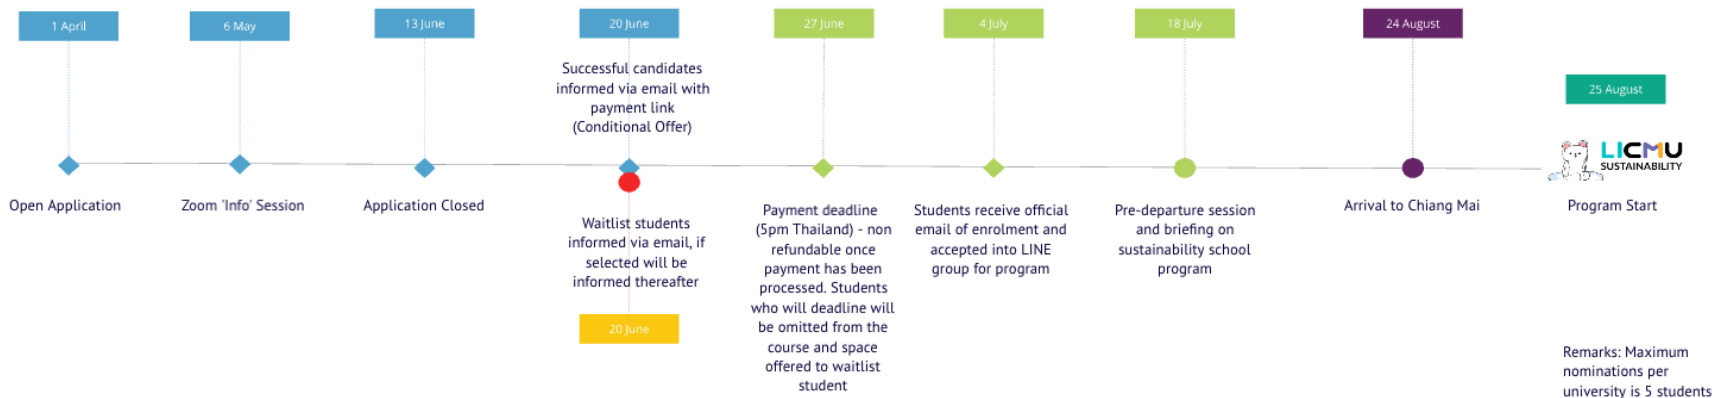 1 April
6 May
13 June
20 June
27 June
4 July
18 July
24 August
25 August
Successful candidates
informed via email with
payment link
(Conditional Offer)
LICMU
SUSTAINABILITY
Open Application
Zoom 'Info' Session
Application Closed
Waitlist students
informed via email, if
selected will be
informed thereafter
20 June
Payment deadline
(5pm Thailand) - non
refundable once
payment has been
processed. Students
who will deadline will
be omitted from the
course and space
offered to waitlist
student
Students receive official
email of enrolment and
accepted into LINE
group for program
Pre-departure session
and briefing on
sustainability school
program
Arrival to Chiang Mai
Program Start
Remarks: Maximum
nominations per
university is 5 students